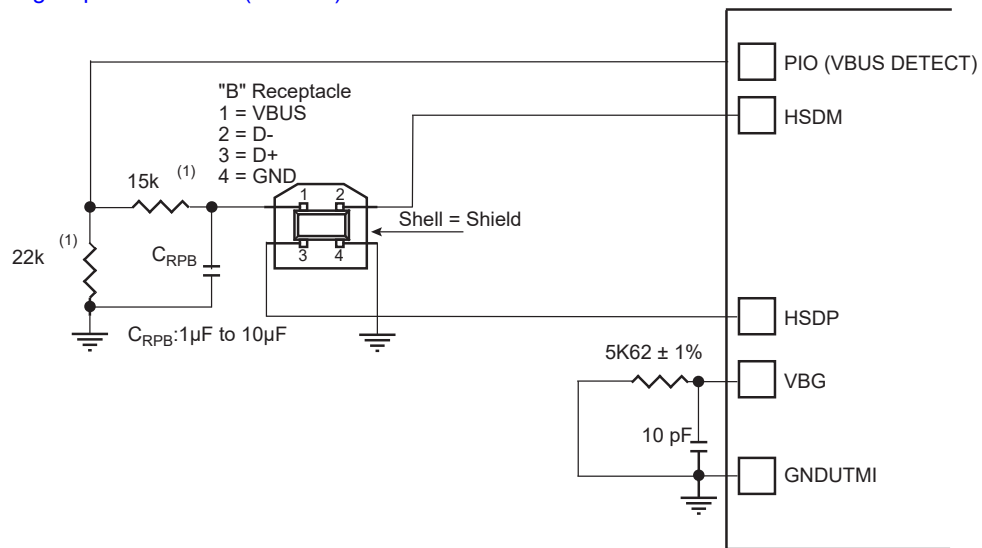 PIO (VBUS DETECT)
"B" Receptacle
1 = VBUS
2 = D-
3 = D+
4 = GND
HSDM
15k (1)
1 2
Shell = Shield
22k (1)
CRPB
3 4
CRPB:1µF to 10µF
HSDP
5K62 ± 1%
VBG
10 pF
GNDUTMI